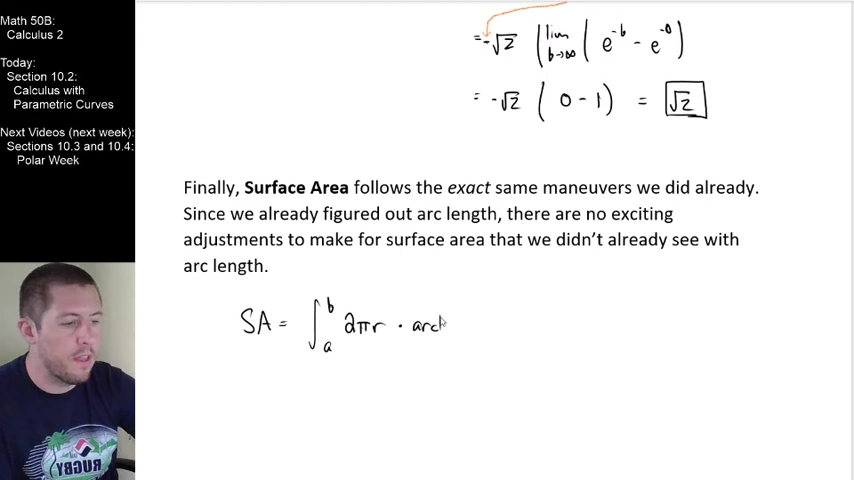 Math 50B:
Calculus 2
Today:
Section 10.2:
Calculus with
Parametric Curves
Next Videos (next week):
Sections 10.3 and 10.4:
Polar Week
= -√2 ( lim b→∞ ( e^-b - e^-0 )
= -√2 ( 0 - 1 ) = √2
Finally, Surface Area follows the exact same maneuvers we did already.
Since we already figured out arc length, there are no exciting
adjustments to make for surface area that we didn't already see with
arc length.
SA = ∫_a^b 2πr · arc
RUGBY